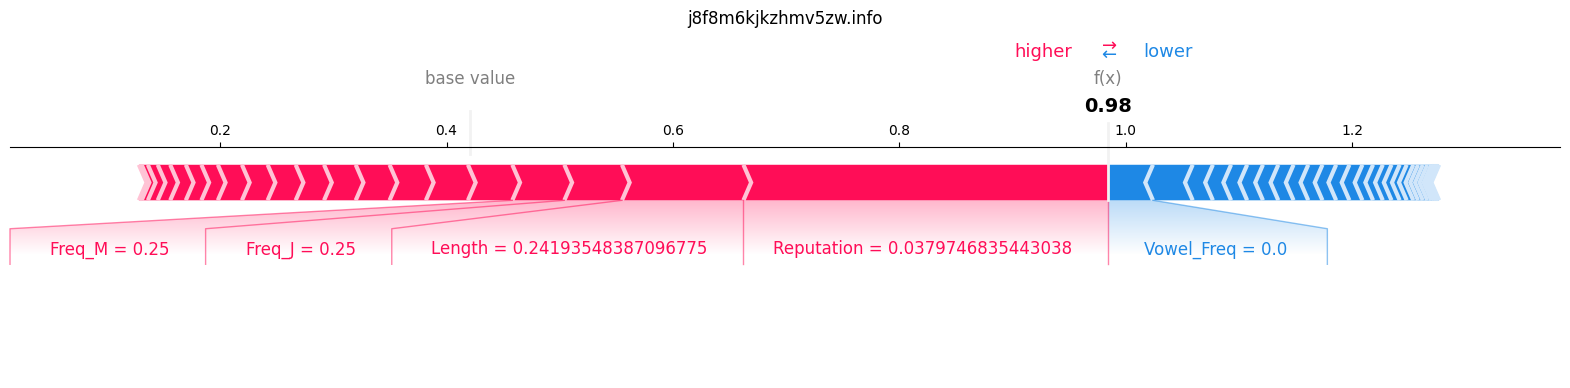 j8f8m6kjkzhmv5zw.info
higher → ← lower
base value f(x)
0.98
0.2 0.4 0.6 0.8 1.0 1.2
Freq_M = 0.25 Freq_J = 0.25 Length = 0.24193548387096775 Reputation = 0.0379746835443038 Vowel_Freq = 0.0